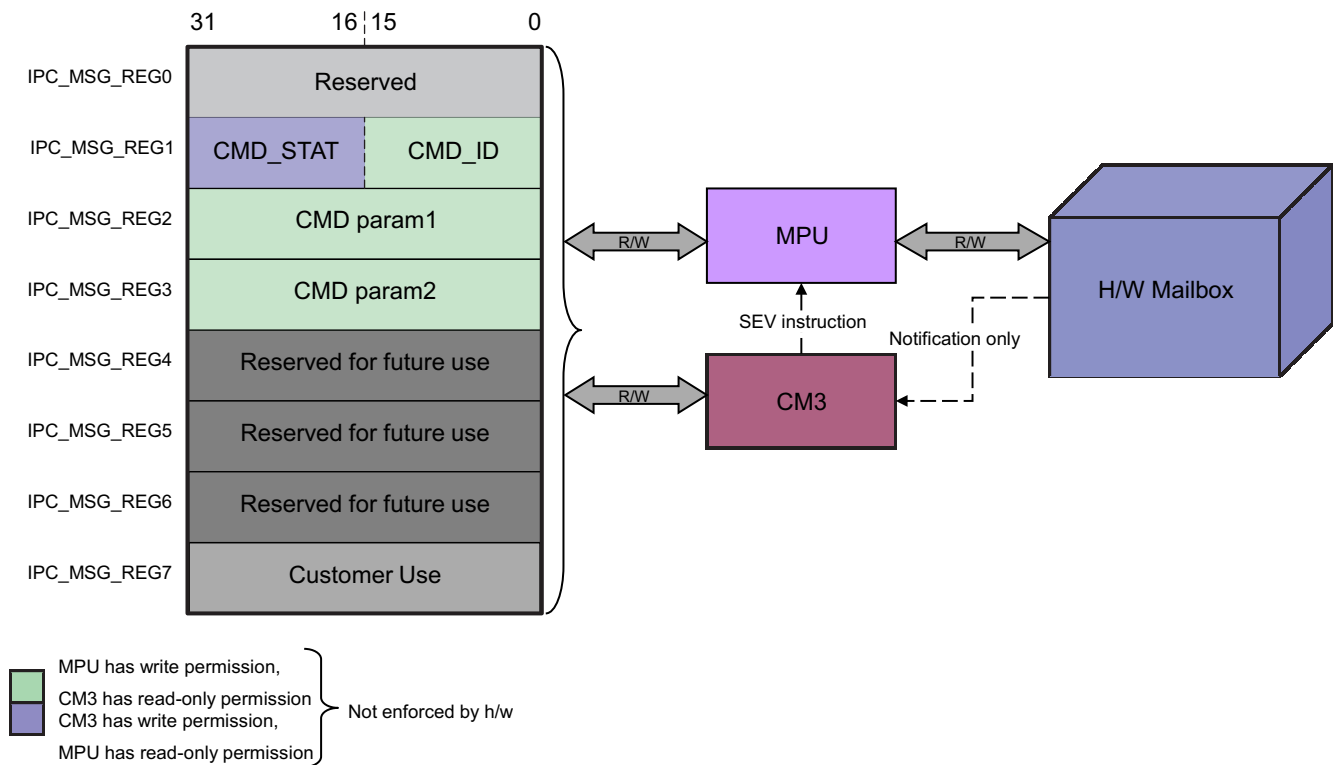 31 16 15 0
IPC_MSG_REG0 Reserved
IPC_MSG_REG1 CMD_STAT CMD_ID
IPC_MSG_REG2 CMD param1
IPC_MSG_REG3 CMD param2
IPC_MSG_REG4 Reserved for future use
IPC_MSG_REG5 Reserved for future use
IPC_MSG_REG6 Reserved for future use
IPC_MSG_REG7 Customer Use
R/W
MPU
R/W
H/W Mailbox
SEV instruction
Notification only
R/W
CM3
MPU has write permission,
CM3 has read-only permission
CM3 has write permission,
MPU has read-only permission
Not enforced by h/w